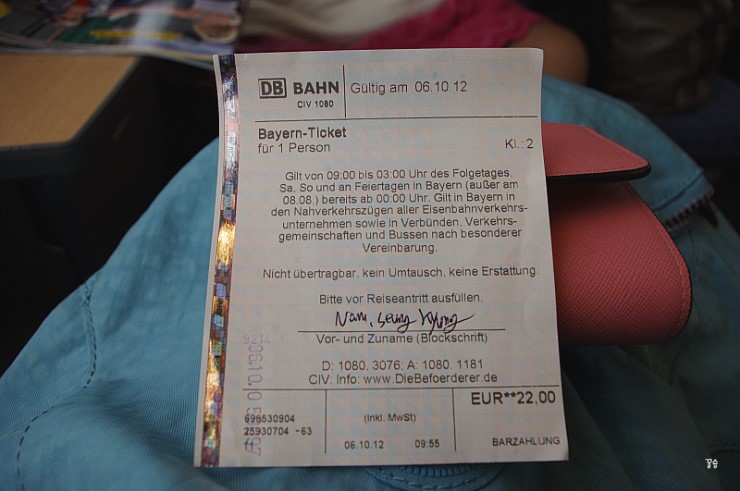 DB BAHN
CIV 1080
Gültig am 06.10.12
Bayern-Ticket
für 1 Person
Kl.: 2
Gilt von 09:00 bis 03:00 Uhr des Folgetages.
Sa, So und an Feiertagen in Bayern (außer am
08.08.) bereits ab 00:00 Uhr. Gilt in Bayern in
den Nahverkehrszügen aller Eisenbahnverkehrs-
unternehmen sowie in Verbünden, Verkehrs-
gemeinschaften und Bussen nach besonderer
Vereinbarung.
Nicht übertragbar, kein Umtausch, keine Erstattung
Bitte vor Reiseantritt ausfüllen.
Nam, Seung Kyung
Vor- und Zuname (Blockschrift)
D: 1080, 3076; A: 1080, 1181
CIV. Info: www.DieBefoerderer.de
EUR**22,00
696530904
25930704 -63
(inkl. MwSt)
06.10.12 09:55
BARZAHLUNG